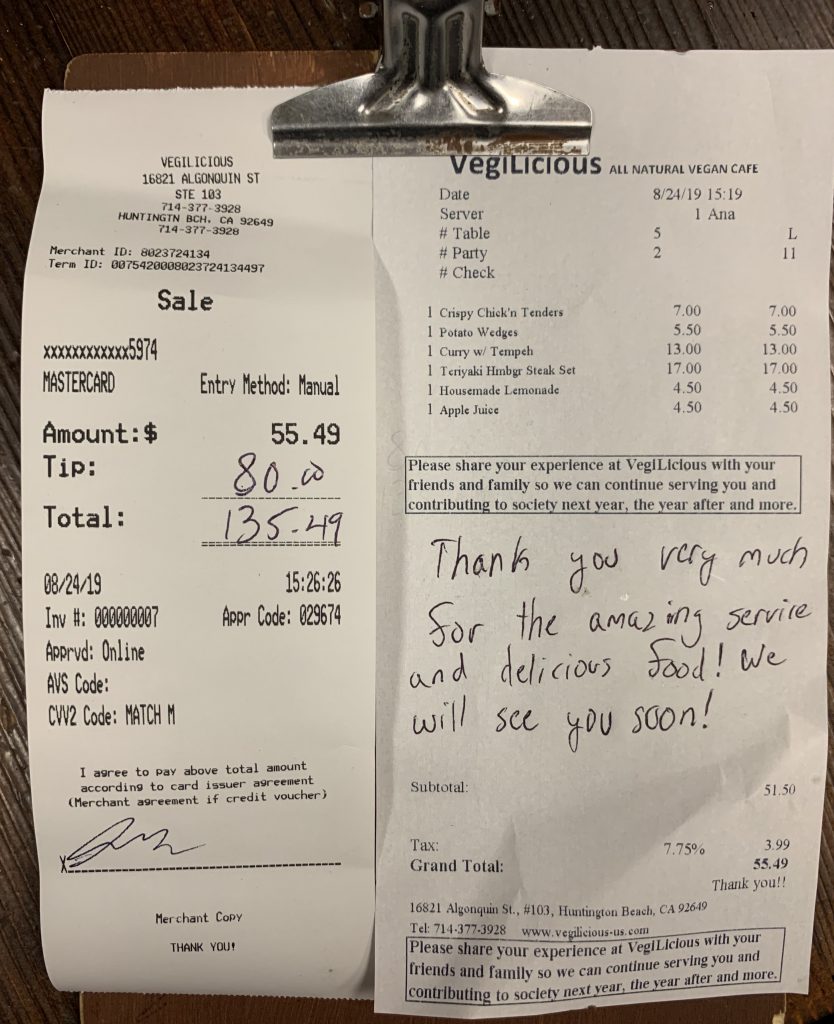 VEGILICIOUS
16821 ALGONQUIN ST
STE 103
714-377-3928
HUNTINGTN BCH. CA 92649
714-377-3928
Merchant ID: 8023724134
Term ID: 0075420008023724134497
Sale
xxxxxxxxxxxx5974
MASTERCARD Entry Method: Manual
Amount:$ 55.49
Tip: 80.00
Total: 135.49
08/24/19 15:26:26
Inv #: 000000007 Appr Code: 029674
Apprvd: Online
AVS Code:
CVV2 Code: MATCH M
I agree to pay above total amount
according to card issuer agreement
(Merchant agreement if credit voucher)
X
Merchant Copy
THANK YOU!
VegiLicious ALL NATURAL VEGAN CAFE
Date 8/24/19 15:19
Server 1 Ana
# Table 5 L
# Party 2 11
# Check
1 Crispy Chick'n Tenders 7.00 7.00
1 Potato Wedges 5.50 5.50
1 Curry w/ Tempeh 13.00 13.00
1 Teriyaki Hmbgr Steak Set 17.00 17.00
1 Housemade Lemonade 4.50 4.50
1 Apple Juice 4.50 4.50
Please share your experience at VegiLicious with your
friends and family so we can continue serving you and
contributing to society next year, the year after and more.
Thank you very much
for the amazing service
and delicious food! We
will see you soon!
Subtotal: 51.50
Tax: 7.75% 3.99
Grand Total: 55.49
Thank you!!
16821 Algonquin St., #103, Huntington Beach, CA 92649
Tel: 714-377-3928 www.vegilicious-us.com
Please share your experience at VegiLicious with your
friends and family so we can continue serving you and
contributing to society next year, the year after and more.